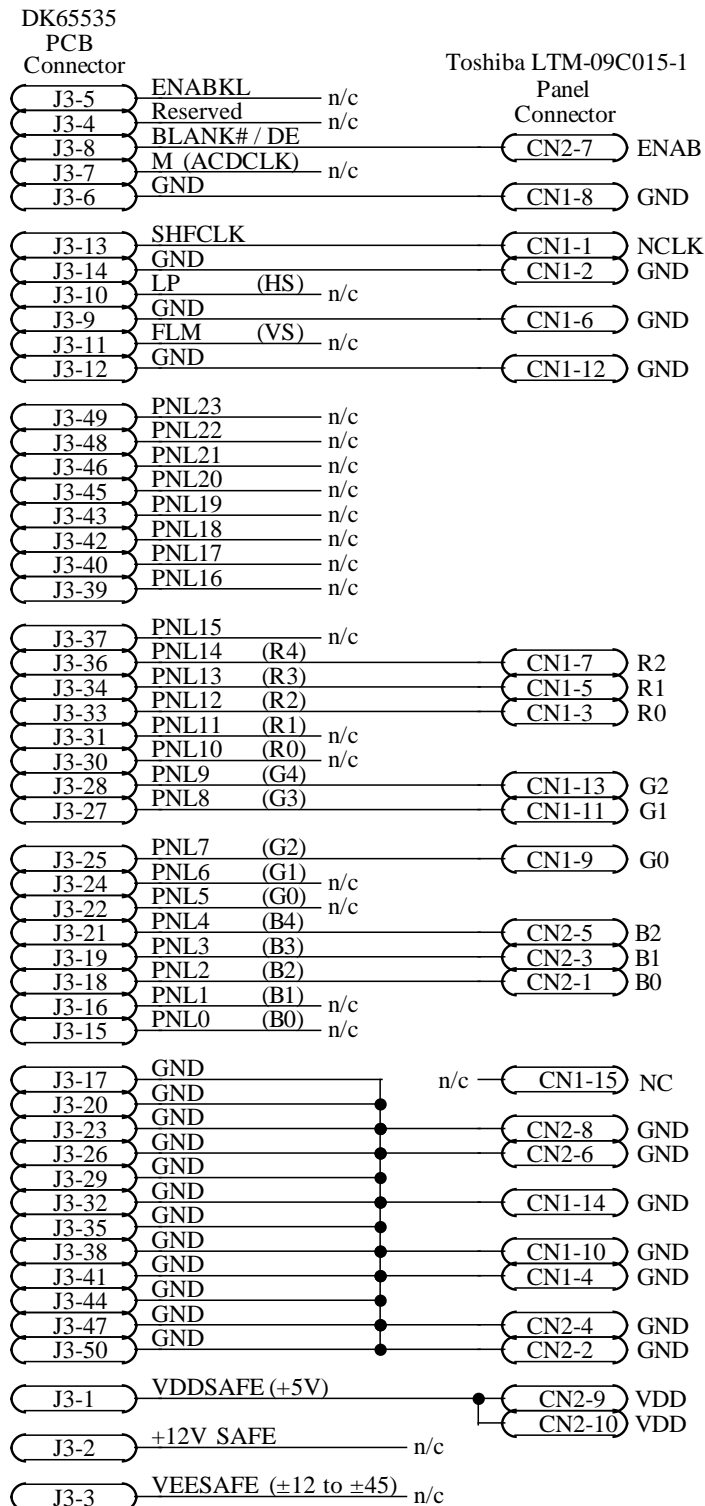 DK65535
PCB
Connector
Toshiba LTM-09C015-1
Panel
Connector
J3-5 ENABKL n/c
J3-4 Reserved n/c
J3-8 BLANK# / DE CN2-7 ENAB
J3-7 M (ACDCLK) n/c
J3-6 GND CN1-8 GND
J3-13 SHFCLK CN1-1 NCLK
J3-14 GND CN1-2 GND
J3-10 LP (HS) n/c
J3-9 GND CN1-6 GND
J3-11 FLM (VS) n/c
J3-12 GND CN1-12 GND
J3-49 PNL23 n/c
J3-48 PNL22 n/c
J3-46 PNL21 n/c
J3-45 PNL20 n/c
J3-43 PNL19 n/c
J3-42 PNL18 n/c
J3-40 PNL17 n/c
J3-39 PNL16 n/c
J3-37 PNL15 n/c
J3-36 PNL14 (R4) CN1-7 R2
J3-34 PNL13 (R3) CN1-5 R1
J3-33 PNL12 (R2) CN1-3 R0
J3-31 PNL11 (R1) n/c
J3-30 PNL10 (R0) n/c
J3-28 PNL9 (G4) CN1-13 G2
J3-27 PNL8 (G3) CN1-11 G1
J3-25 PNL7 (G2) CN1-9 G0
J3-24 PNL6 (G1) n/c
J3-22 PNL5 (G0) n/c
J3-21 PNL4 (B4) CN2-5 B2
J3-19 PNL3 (B3) CN2-3 B1
J3-18 PNL2 (B2) CN2-1 B0
J3-16 PNL1 (B1) n/c
J3-15 PNL0 (B0) n/c
J3-17 GND n/c CN1-15 NC
J3-20 GND
J3-23 GND CN2-8 GND
J3-26 GND CN2-6 GND
J3-29 GND
J3-32 GND CN1-14 GND
J3-35 GND
J3-38 GND CN1-10 GND
J3-41 GND CN1-4 GND
J3-44 GND
J3-47 GND CN2-4 GND
J3-50 GND CN2-2 GND
J3-1 VDDSAFE (+5V) CN2-9 VDD
CN2-10 VDD
J3-2 +12V SAFE n/c
J3-3 VEESAFE (±12 to ±45) n/c